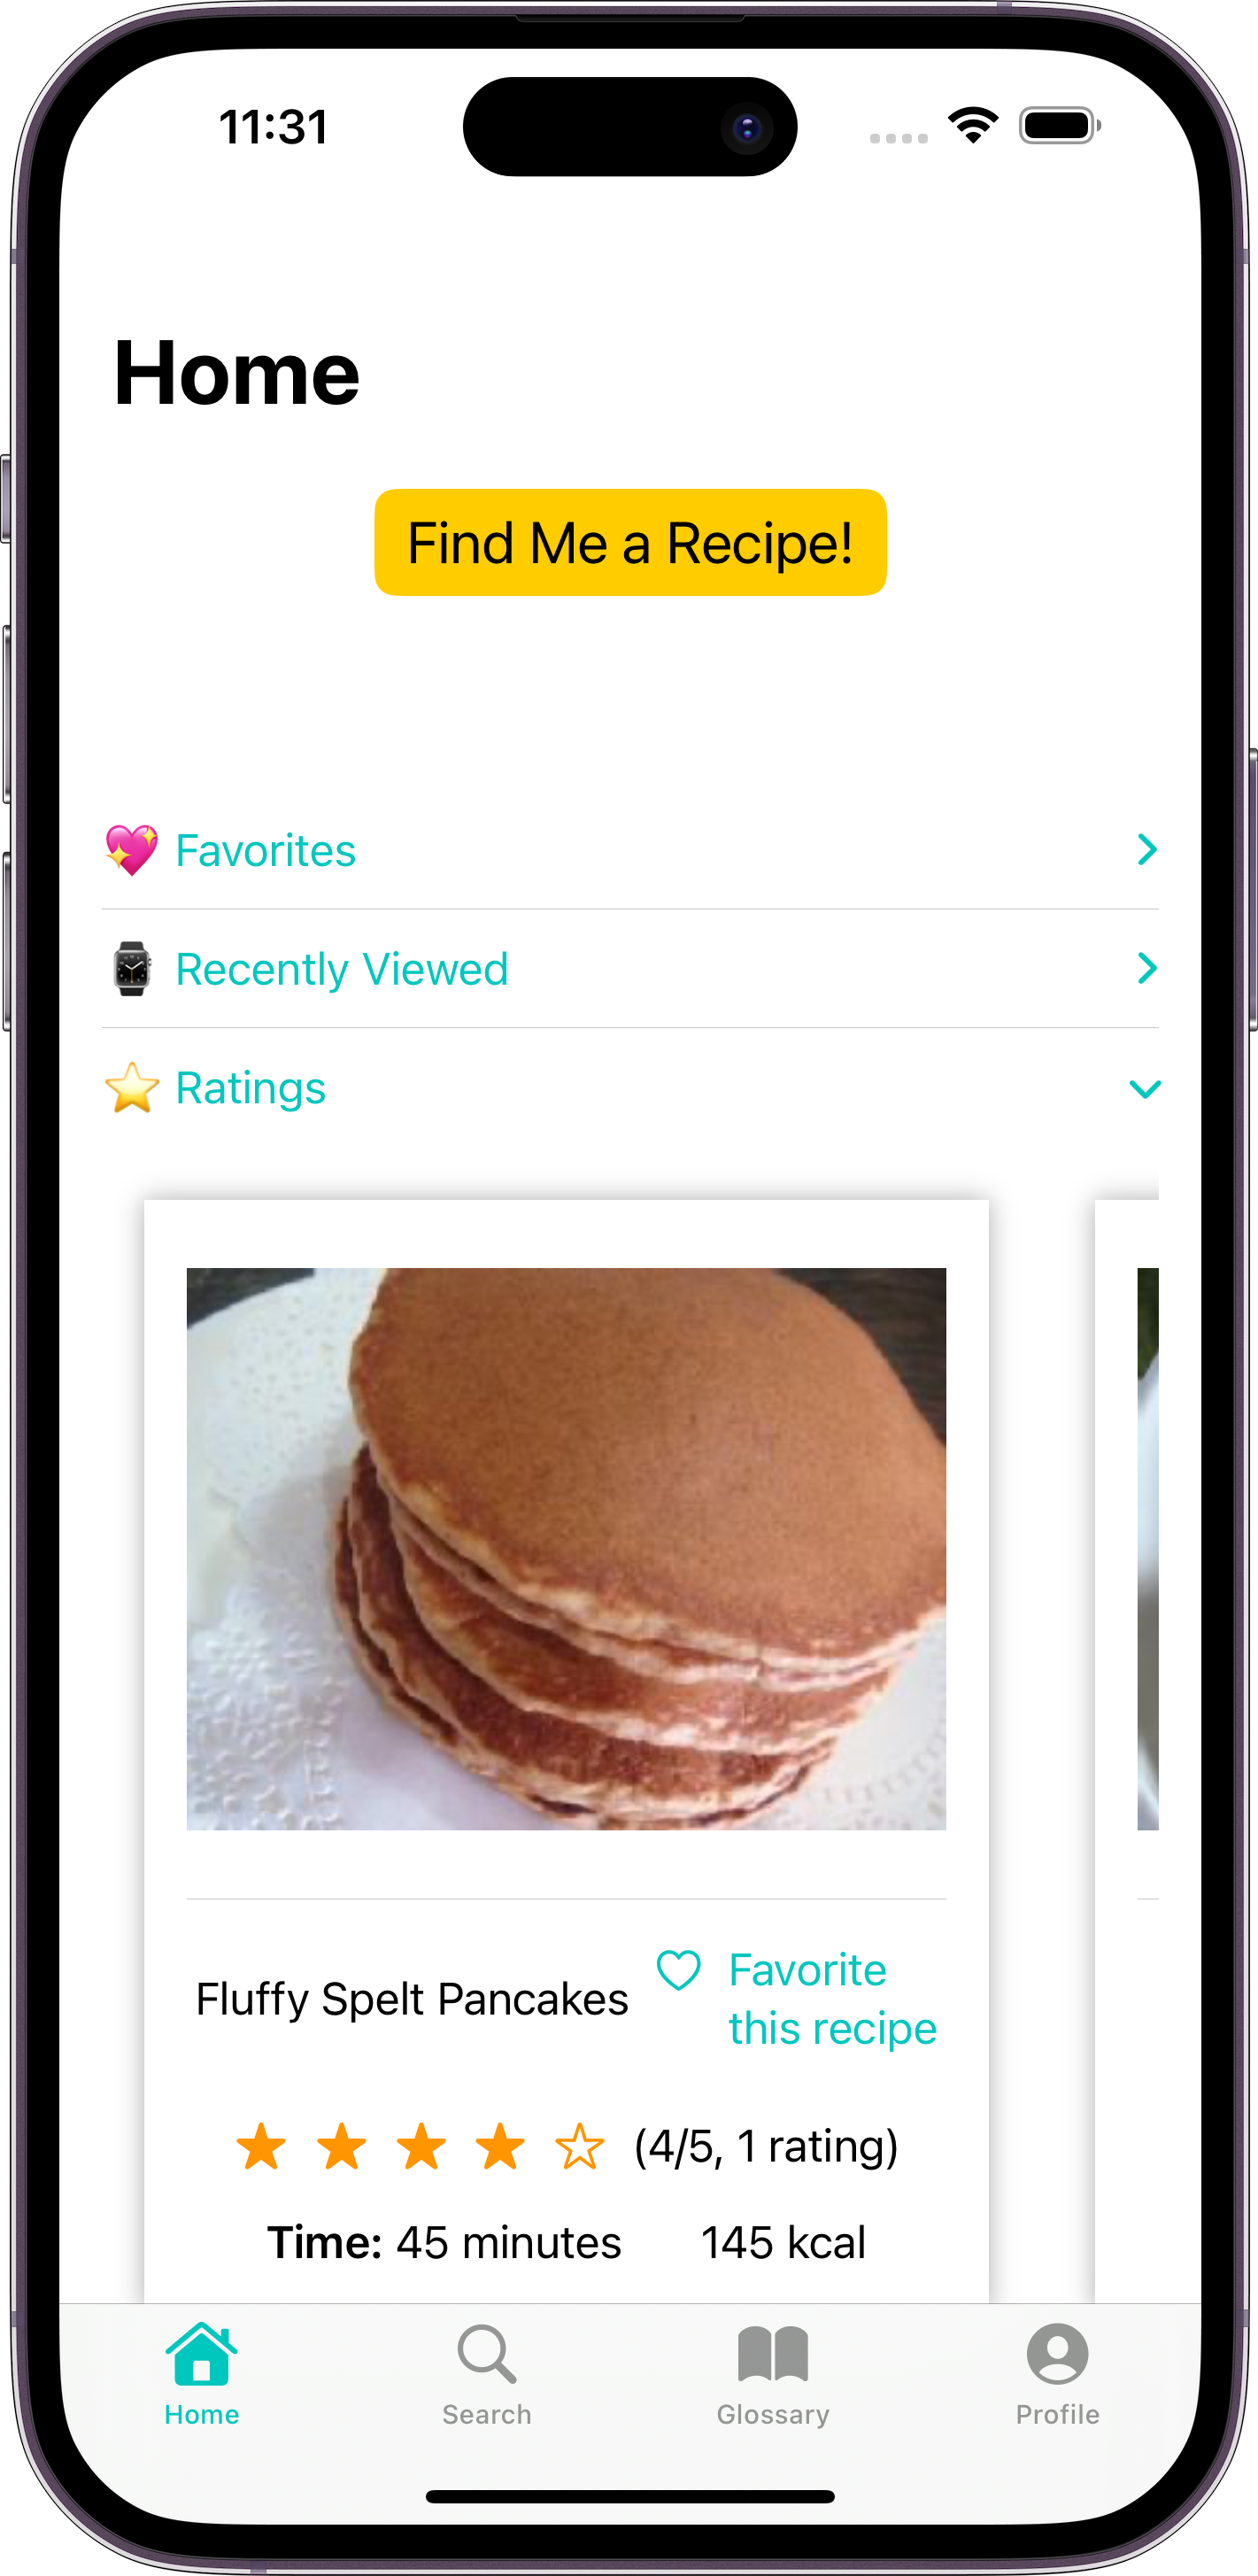 11:31
Home
Find Me a Recipe!
Favorites
Recently Viewed
Ratings
Fluffy Spelt Pancakes
Favorite
this recipe
(4/5, 1 rating)
Time: 45 minutes 145 kcal
Home Search Glossary Profile